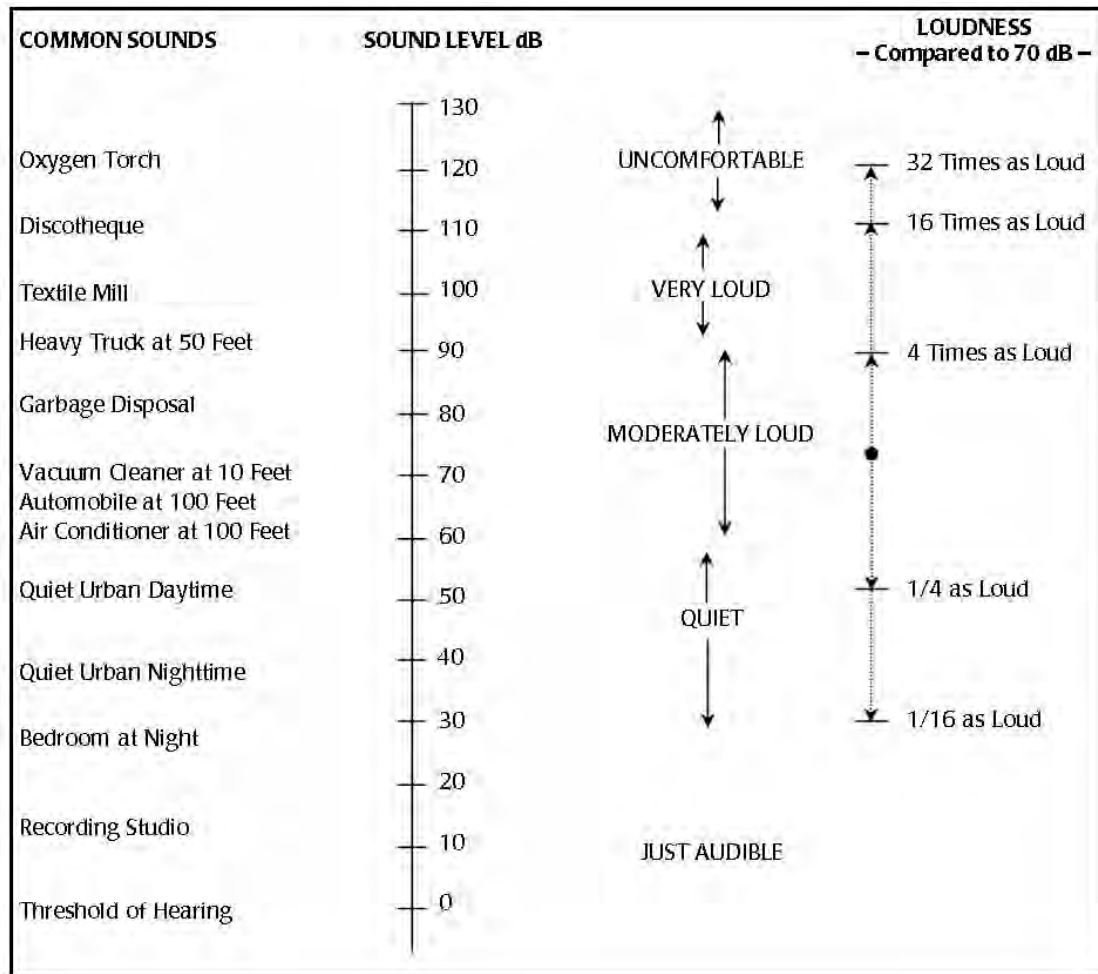 COMMON SOUNDS
SOUND LEVEL dB
LOUDNESS
– Compared to 70 dB –
130
UNCOMFORTABLE
Oxygen Torch
120
32 Times as Loud
Discotheque
110
16 Times as Loud
Textile Mill
100
VERY LOUD
Heavy Truck at 50 Feet
90
4 Times as Loud
Garbage Disposal
80
MODERATELY LOUD
Vacuum Cleaner at 10 Feet
70
Automobile at 100 Feet
Air Conditioner at 100 Feet
60
Quiet Urban Daytime
50
1/4 as Loud
QUIET
40
Quiet Urban Nighttime
30
1/16 as Loud
Bedroom at Night
20
Recording Studio
10
JUST AUDIBLE
Threshold of Hearing
0